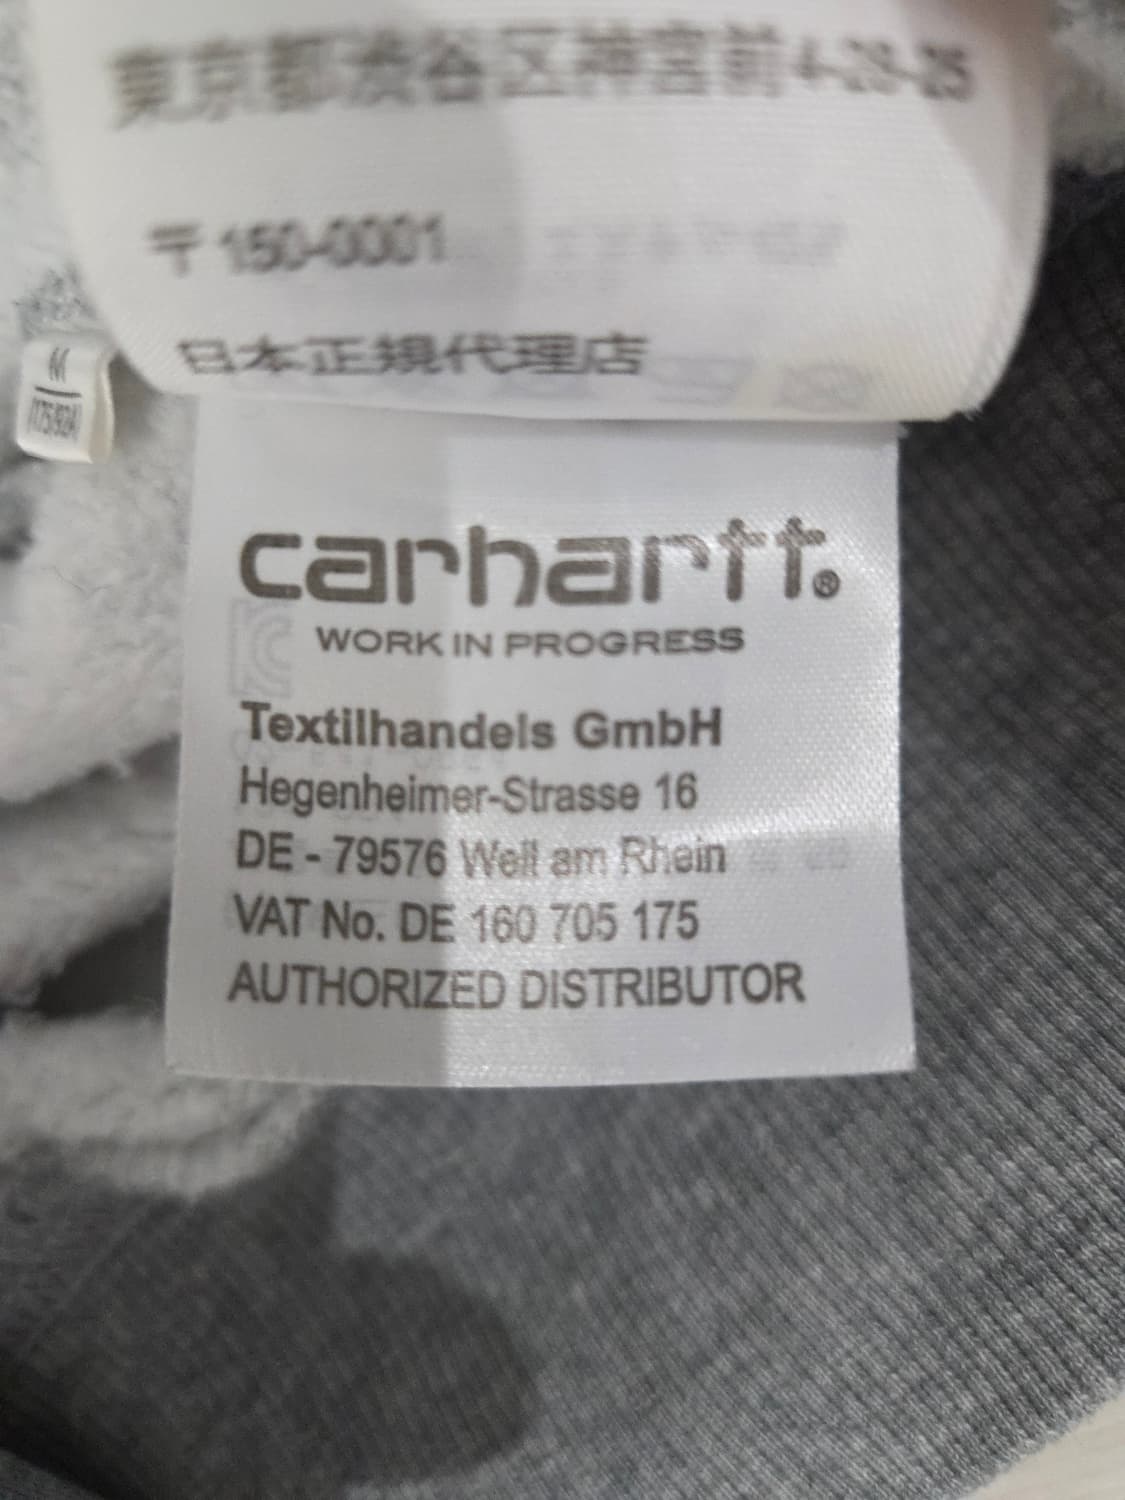 東京都渋谷区神宮前4-28-25
〒150-0001
日本正規代理店
M
(175/92A)
carhartt®
WORK IN PROGRESS
Textilhandels GmbH
Hegenheimer-Strasse 16
DE - 79576 Weil am Rhein
VAT No. DE 160 705 175
AUTHORIZED DISTRIBUTOR